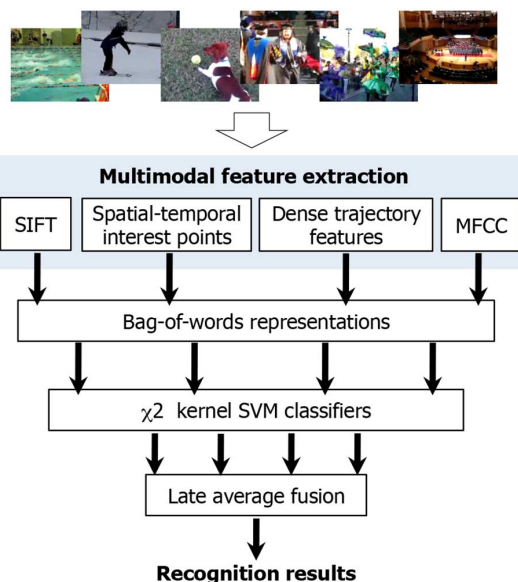 Multimodal feature extraction
SIFT
Spatial-temporal
interest points
Dense trajectory
features
MFCC
Bag-of-words representations
χ2 kernel SVM classifiers
Late average fusion
Recognition results